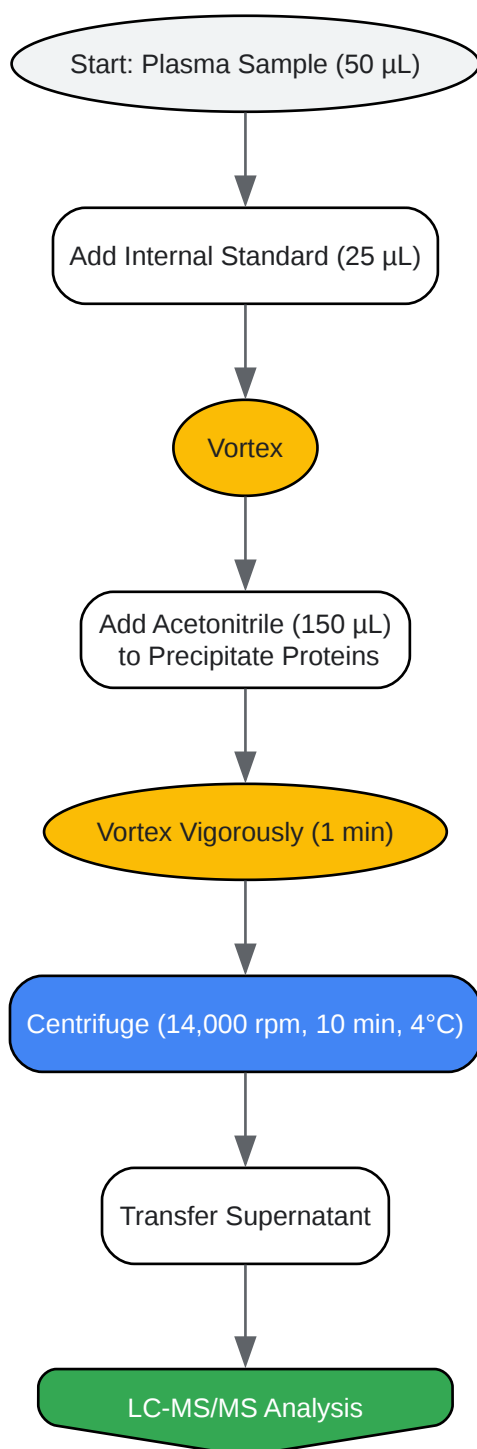 Start: Plasma Sample (50 µL)
Add Internal Standard (25 µL)
Vortex
Add Acetonitrile (150 µL)
to Precipitate Proteins
Vortex Vigorously (1 min)
Centrifuge (14,000 rpm, 10 min, 4°C)
Transfer Supernatant
LC-MS/MS Analysis